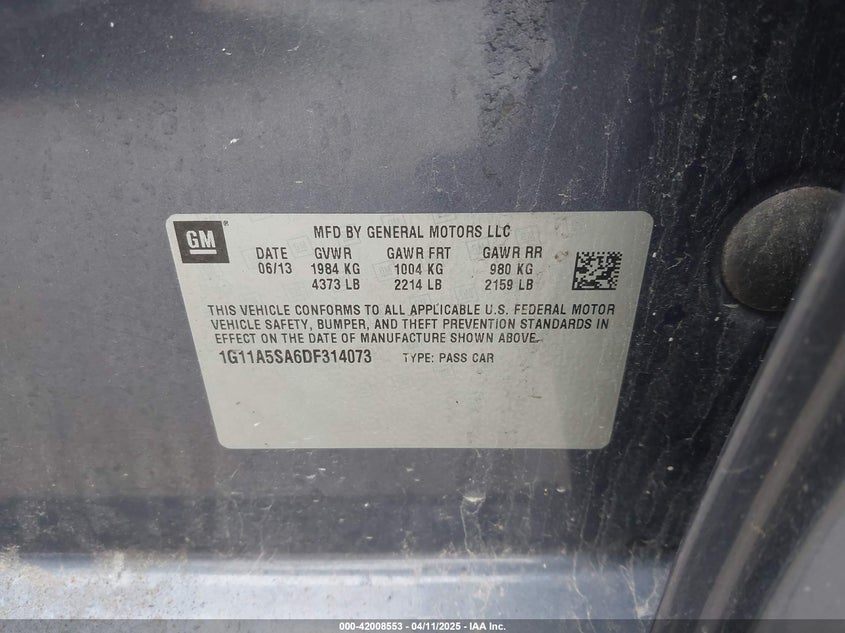 GM®
MFD BY GENERAL MOTORS LLC
DATE GVWR GAWR FRT GAWR RR
06/13 1984 KG 1004 KG 980 KG
4373 LB 2214 LB 2159 LB
THIS VEHICLE CONFORMS TO ALL APPLICABLE U.S. FEDERAL MOTOR
VEHICLE SAFETY, BUMPER, AND THEFT PREVENTION STANDARDS IN
EFFECT ON THE DATE OF MANUFACTURE SHOWN ABOVE.
1G11A5SA6DF314073 TYPE: PASS CAR
000-42008553 - 04/11/2025 - IAA Inc.